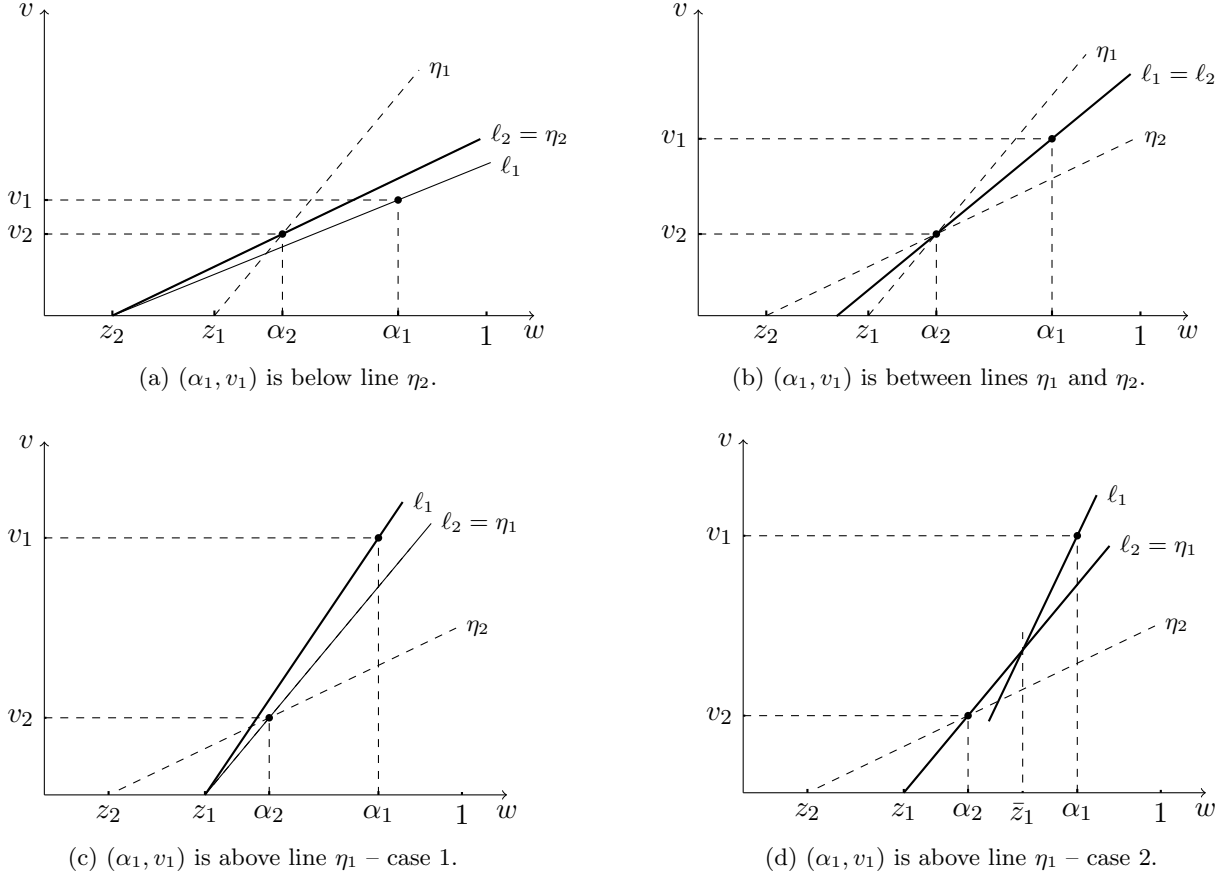 v
η₁
ℓ₂ = η₂
ℓ₁
v₁
v₂
z₂ z₁ α₂ α₁ 1 w
(a) (α₁, v₁) is below line η₂.
v
η₁
ℓ₁ = ℓ₂
η₂
v₁
v₂
z₂ z₁ α₂ α₁ 1 w
(b) (α₁, v₁) is between lines η₁ and η₂.
v
ℓ₁
ℓ₂ = η₁
v₁
η₂
v₂
z₂ z₁ α₂ α₁ 1 w
(c) (α₁, v₁) is above line η₁ – case 1.
v
ℓ₁
v₁
ℓ₂ = η₁
η₂
v₂
z₂ z₁ α₂ z̄₁ α₁ 1 w
(d) (α₁, v₁) is above line η₁ – case 2.